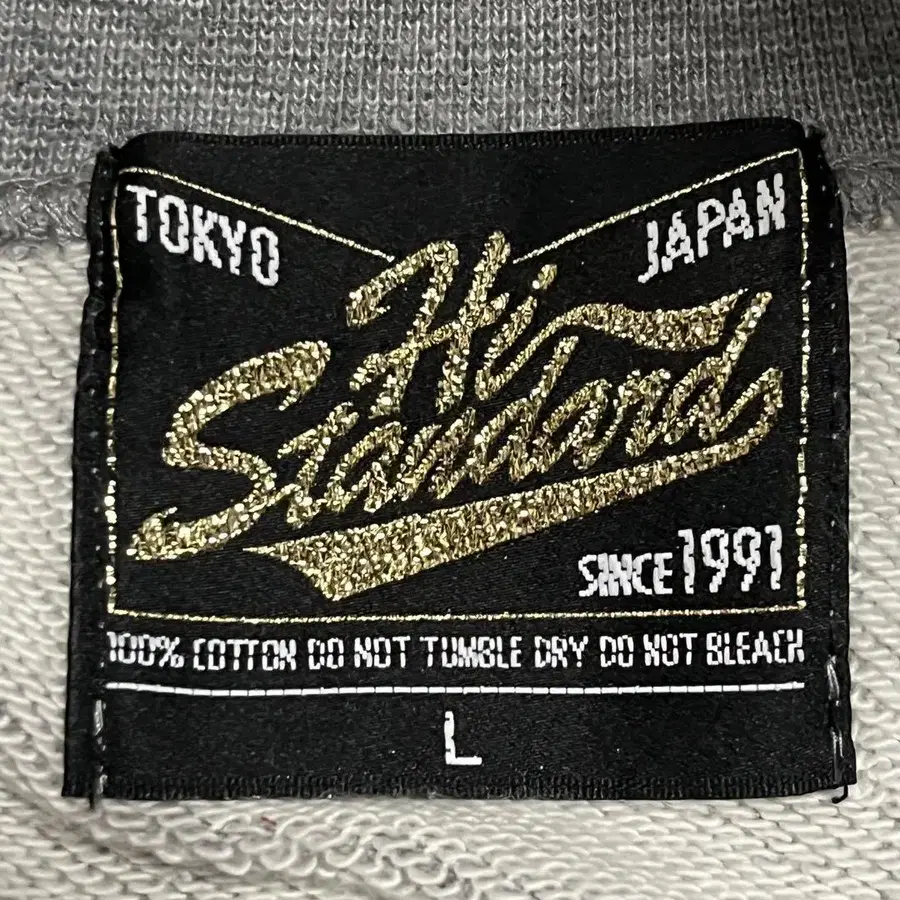 TOKYO
JAPAN
Hi
Standard
SINCE 1991
100% COTTON DO NOT TUMBLE DRY DO NOT BLEACH
L